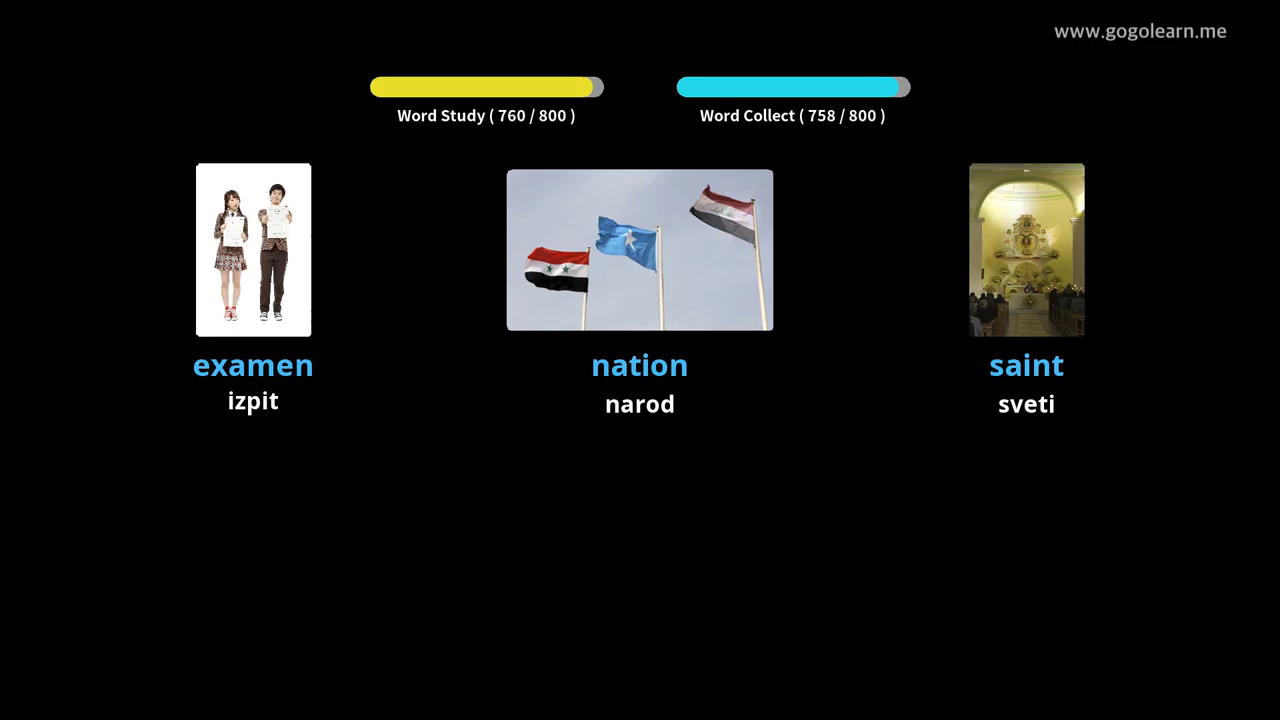 www.gogolearn.me
Word Study ( 760 / 800 )
Word Collect ( 758 / 800 )
examen
izpit
nation
narod
saint
sveti